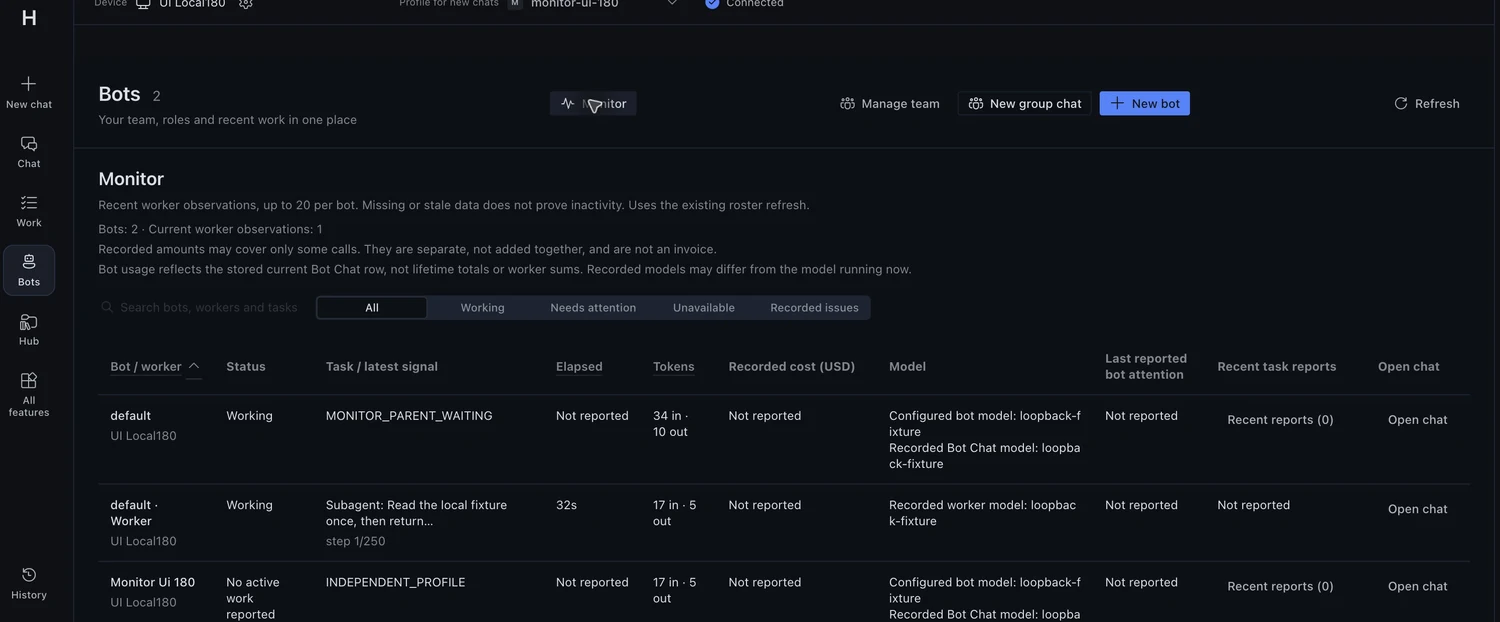 H
Device UI Local180
Profile for new chats M monitor-ui-180
Connected
New chat
Chat
Work
Bots
Hub
All
features
History
Bots 2
Your team, roles and recent work in one place
Monitor
Manage team
New group chat
New bot
Refresh
Monitor
Recent worker observations, up to 20 per bot. Missing or stale data does not prove inactivity. Uses the existing roster refresh.
Bots: 2 · Current worker observations: 1
Recorded amounts may cover only some calls. They are separate, not added together, and are not an invoice.
Bot usage reflects the stored current Bot Chat row, not lifetime totals or worker sums. Recorded models may differ from the model running now.
Search bots, workers and tasks
All
Working
Needs attention
Unavailable
Recorded issues
Bot / worker
Status
Task / latest signal
Elapsed
Tokens
Recorded cost (USD)
Model
Last reported
bot attention
Recent task reports
Open chat
default
UI Local180
Working
MONITOR_PARENT_WAITING
Not reported
34 in ·
10 out
Not reported
Configured bot model: loopback-f
ixture
Recorded Bot Chat model: loopba
ck-fixture
Not reported
Recent reports (0)
Open chat
default ·
Worker
UI Local180
Working
Subagent: Read the local fixture
once, then return...
step 1/250
32s
17 in · 5
out
Not reported
Recorded worker model: loopbac
k-fixture
Not reported
Not reported
Open chat
Monitor Ui 180
UI Local180
No active
work
reported
INDEPENDENT_PROFILE
Not reported
17 in · 5
out
Not reported
Configured bot model: loopback-f
ixture
Recorded Bot Chat model: loopba
Not reported
Recent reports (0)
Open chat